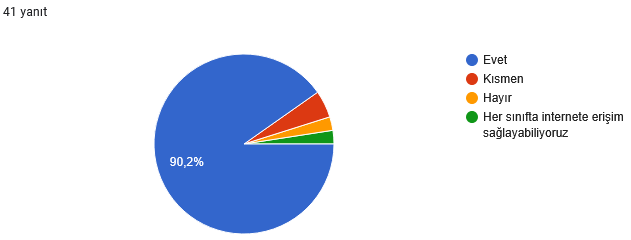 41 yanıt
90,2%
Evet
Kısmen
Hayır
Her sınıfta internete erişim
sağlayabiliyoruz